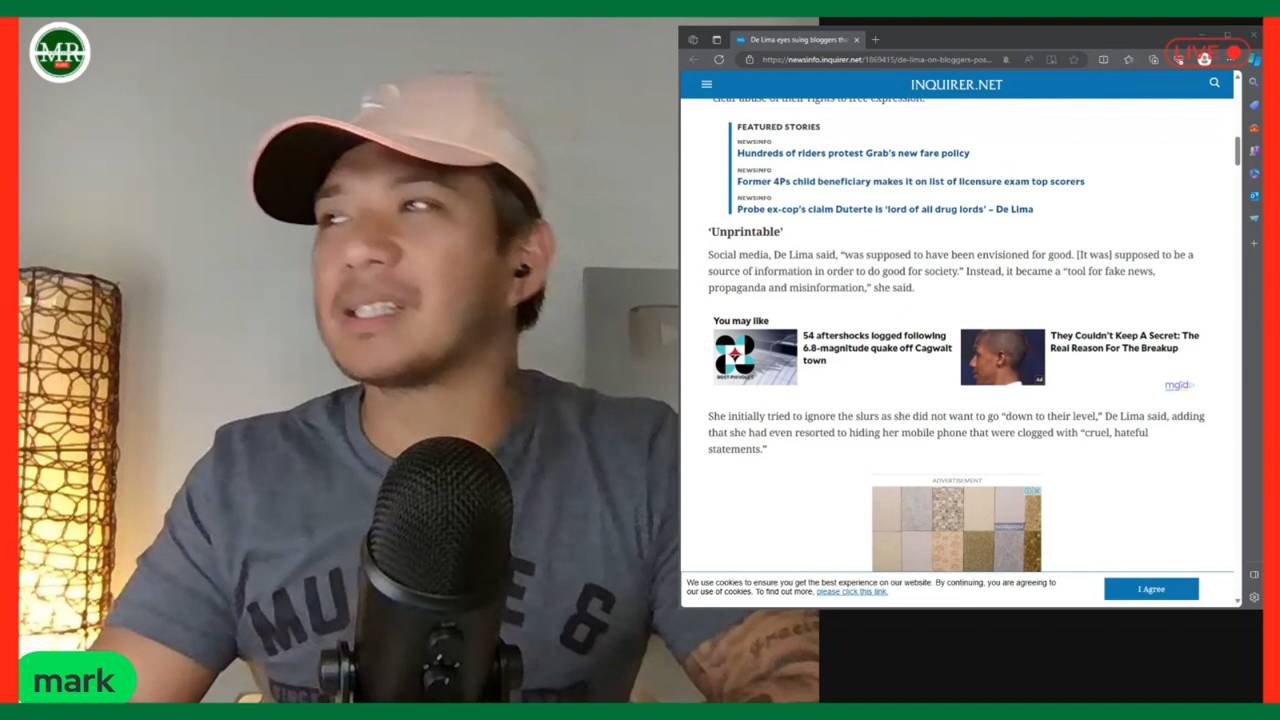 MR
LIVE
De Lima eyes suing bloggers tha
https://newsinfo.inquirer.net/1869415/de-lima-on-bloggers-pos...
INQUIRER.NET
clear abuse of their rights to free expression.
FEATURED STORIES
NEWSINFO
Hundreds of riders protest Grab's new fare policy
NEWSINFO
Former 4Ps child beneficiary makes it on list of licensure exam top scorers
NEWSINFO
Probe ex-cop's claim Duterte is 'lord of all drug lords' – De Lima
'Unprintable'
Social media, De Lima said, "was supposed to have been envisioned for good. [It was] supposed to be a
source of information in order to do good for society." Instead, it became a "tool for fake news,
propaganda and misinformation," she said.
You may like
54 aftershocks logged following
6.8-magnitude quake off Cagwait
town
They Couldn't Keep A Secret: The
Real Reason For The Breakup
Ad
mgid
She initially tried to ignore the slurs as she did not want to go "down to their level," De Lima said, adding
that she had even resorted to hiding her mobile phone that were clogged with "cruel, hateful
statements."
ADVERTISEMENT
We use cookies to ensure you get the best experience on our website. By continuing, you are agreeing to
our use of cookies. To find out more, please click this link.
I Agree
mark